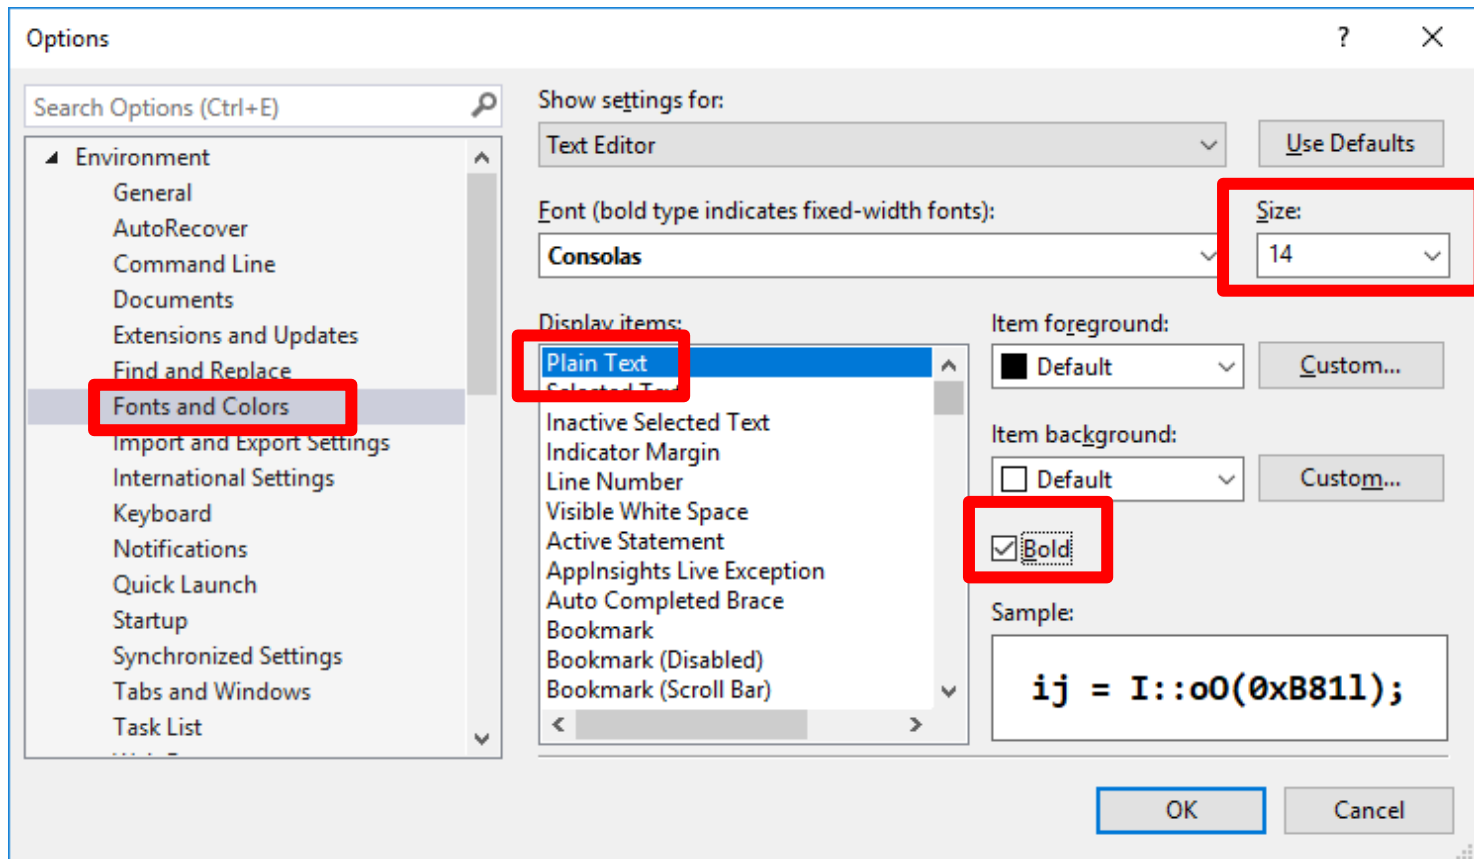 Options
?
Search Options (Ctrl+E)
Environment
General
AutoRecover
Command Line
Documents
Extensions and Updates
Find and Replace
Fonts and Colors
Import and Export Settings
International Settings
Keyboard
Notifications
Quick Launch
Startup
Synchronized Settings
Tabs and Windows
Task List
Show settings for:
Text Editor
Use Defaults
Font (bold type indicates fixed-width fonts):
Size:
Consolas
14
Display items:
Plain Text
Selected Text
Inactive Selected Text
Indicator Margin
Line Number
Visible White Space
Active Statement
AppInsights Live Exception
Auto Completed Brace
Bookmark
Bookmark (Disabled)
Bookmark (Scroll Bar)
Item foreground:
Default
Custom...
Item background:
Default
Custom...
Bold
Sample:
ij = I::oO(0xB81l);
OK
Cancel